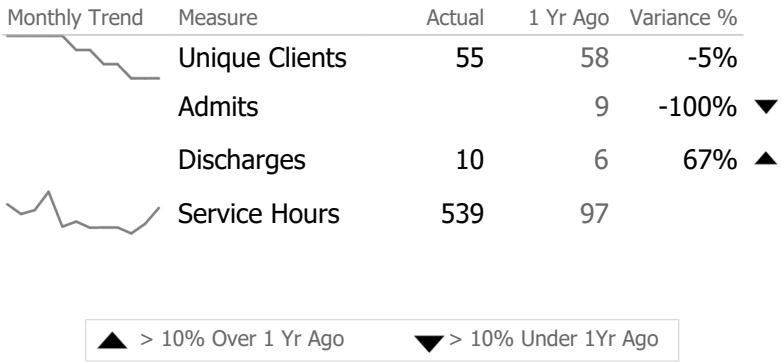 Monthly Trend Measure Actual 1 Yr Ago Variance %
Unique Clients 55 58 -5%
Admits 9 -100%
Discharges 10 6 67%
Service Hours 539 97
> 10% Over 1 Yr Ago > 10% Under 1Yr Ago